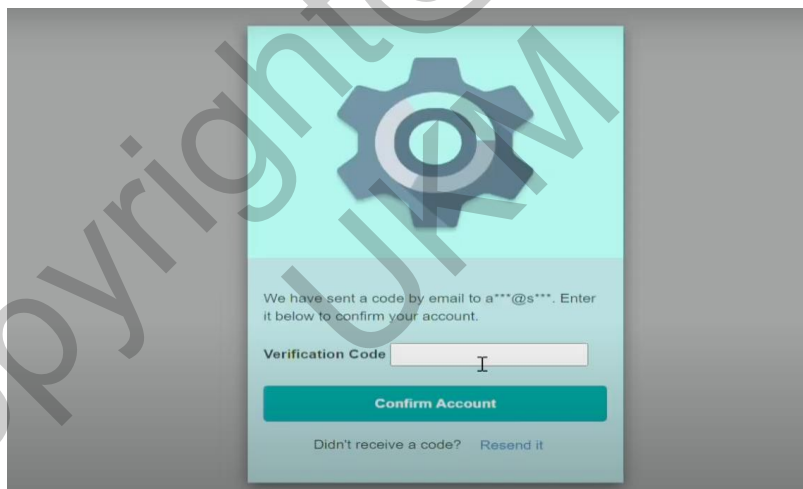 Copyright@
UKM
We have sent a code by email to a***@s***. Enter
it below to confirm your account.
Verification Code
Confirm Account
Didn't receive a code? Resend it